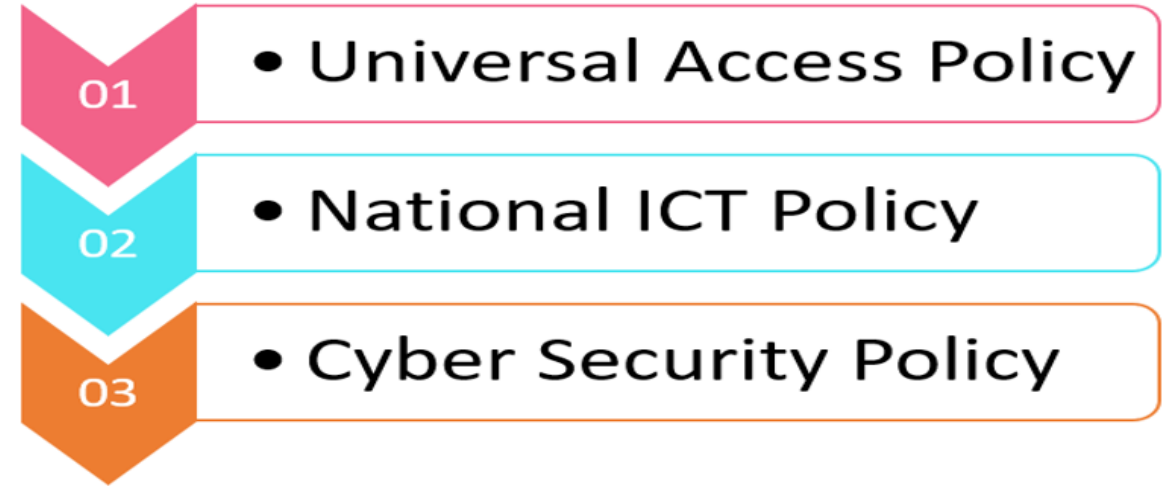 01
• Universal Access Policy
02
• National ICT Policy
03
• Cyber Security Policy